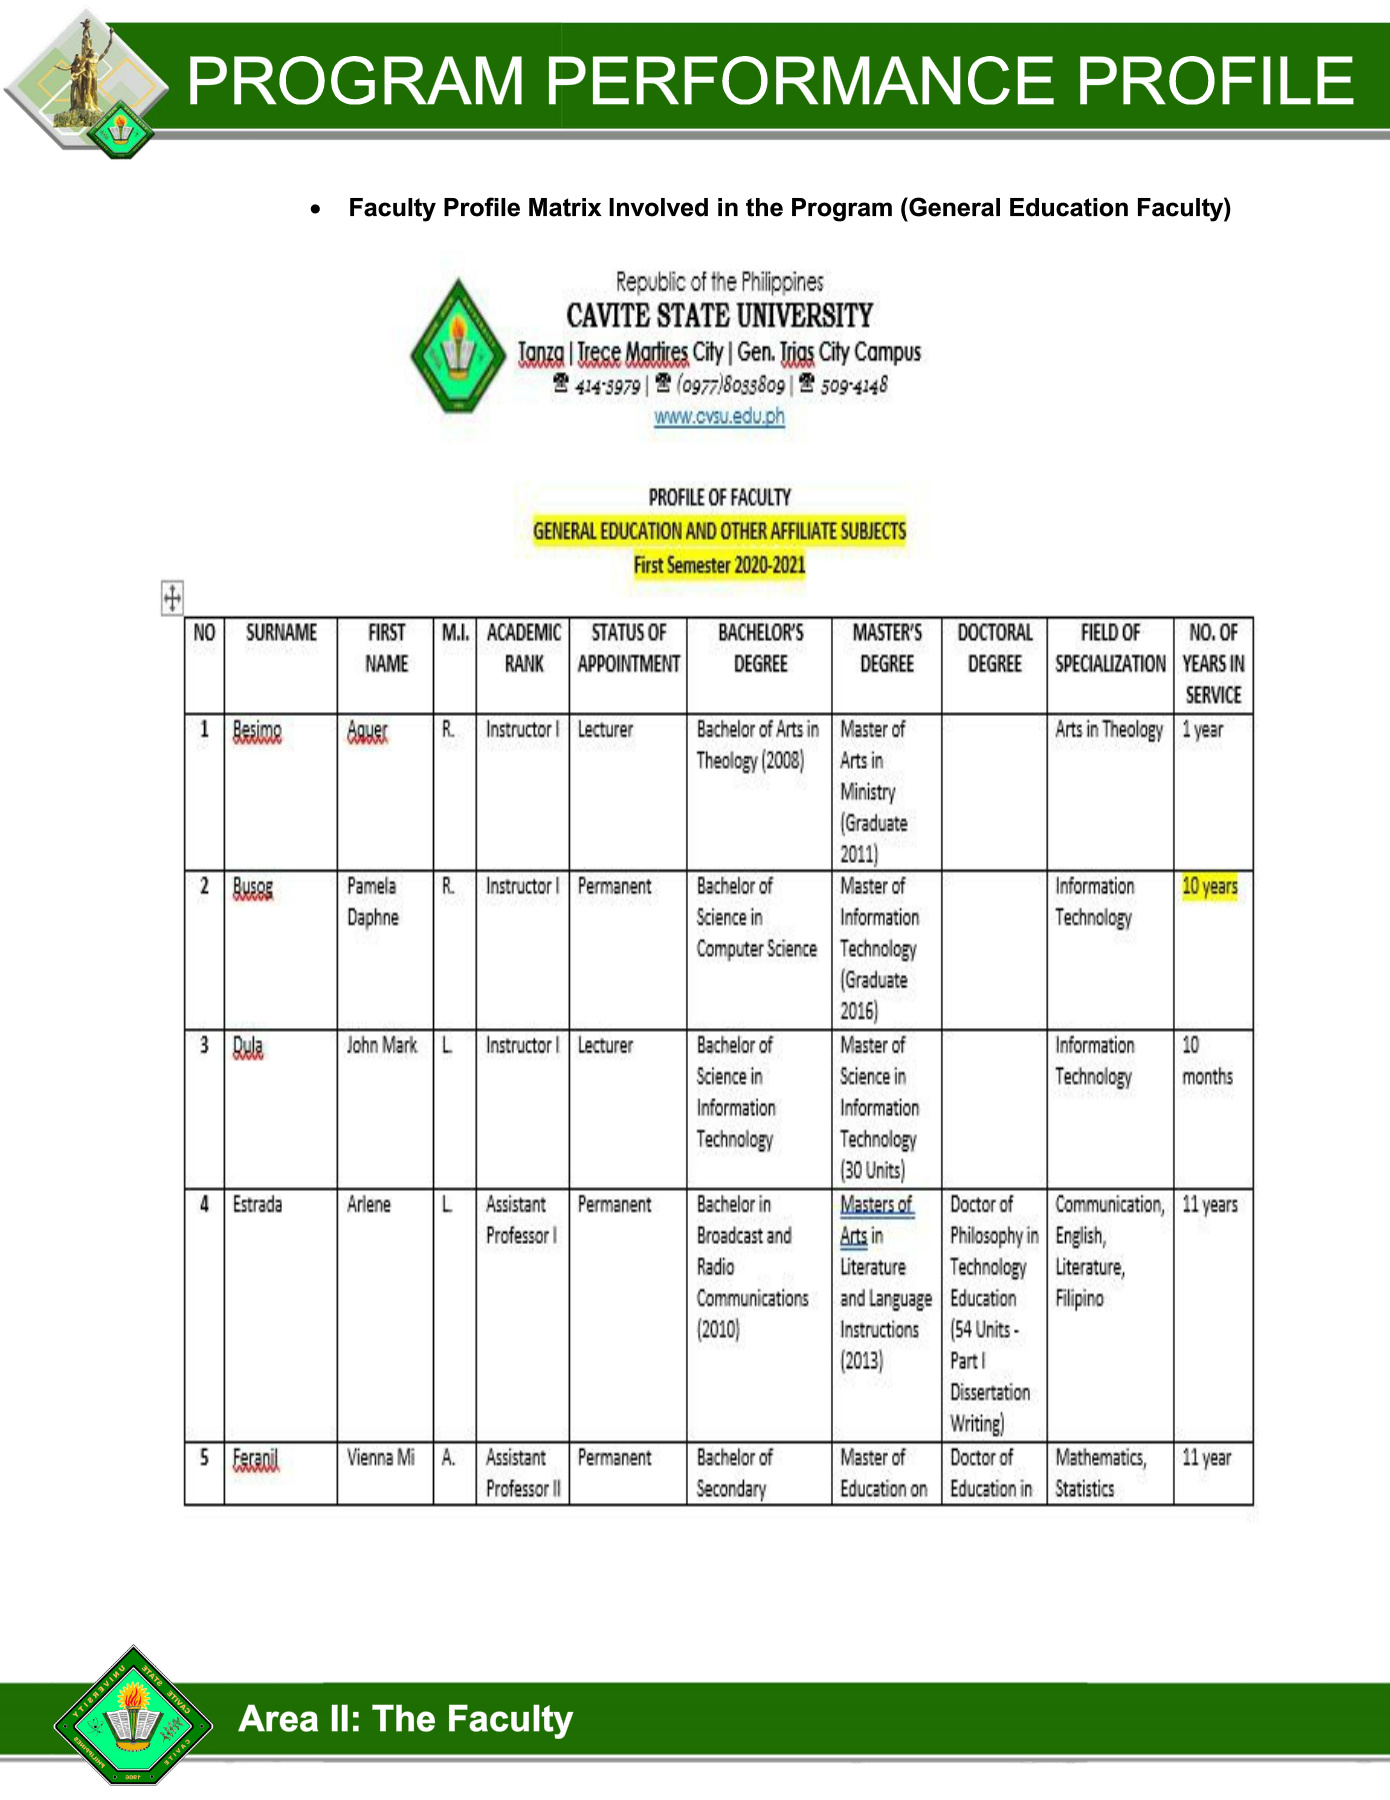 PROGRAM PERFORMANCE PROFILE
• Faculty Profile Matrix Involved in the Program (General Education Faculty)
Republic of the Philippines
CAVITE STATE UNIVERSITY
Tanza | Trece Martires City | Gen. Trias City Campus
☎ 414-3979 | ☎ (0977)8033809 | ☎ 509-4148
www.cvsu.edu.ph
PROFILE OF FACULTY
GENERAL EDUCATION AND OTHER AFFILIATE SUBJECTS
First Semester 2020-2021
NO SURNAME FIRST NAME M.I. ACADEMIC RANK STATUS OF APPOINTMENT BACHELOR'S DEGREE MASTER'S DEGREE DOCTORAL DEGREE FIELD OF SPECIALIZATION NO. OF YEARS IN SERVICE
1 Besimo Aquer R. Instructor I Lecturer Bachelor of Arts in Theology (2008) Master of Arts in Ministry (Graduate 2011) Arts in Theology 1 year
2 Busog Pamela Daphne R. Instructor I Permanent Bachelor of Science in Computer Science Master of Information Technology (Graduate 2016) Information Technology 10 years
3 Dula John Mark L. Instructor I Lecturer Bachelor of Science in Information Technology Master of Science in Information Technology (30 Units) Information Technology 10 months
4 Estrada Arlene L. Assistant Professor I Permanent Bachelor in Broadcast and Radio Communications (2010) Masters of Arts in Literature and Language Instructions (2013) Doctor of Philosophy in Technology Education (54 Units - Part I Dissertation Writing) Communication, English, Literature, Filipino 11 years
5 Feranil Vienna Mi A. Assistant Professor II Permanent Bachelor of Secondary Master of Education on Doctor of Education in Mathematics, Statistics 11 year
Area II: The Faculty